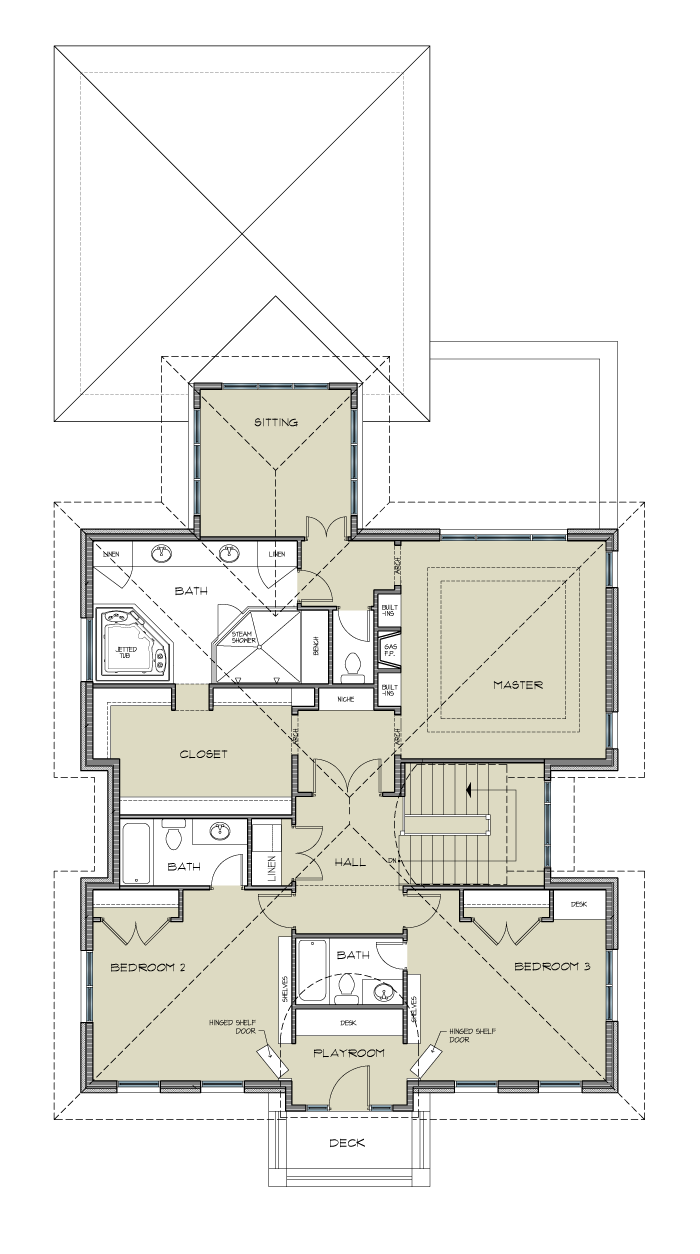 SITTING
LINEN
LINEN
BATH
ARCH
BUILT
-INS
STEAM
SHOWER
BENCH
JETTED
TUB
GAS
F.P.
BUILT
-INS
MASTER
NICHE
ARCH
ARCH
CLOSET
LINEN
BATH
HALL
DN
DESK
BATH
BEDROOM 2
BEDROOM 3
SHELVES
SHELVES
HINGED SHELF
DOOR
DESK
HINGED SHELF
DOOR
PLAYROOM
DECK